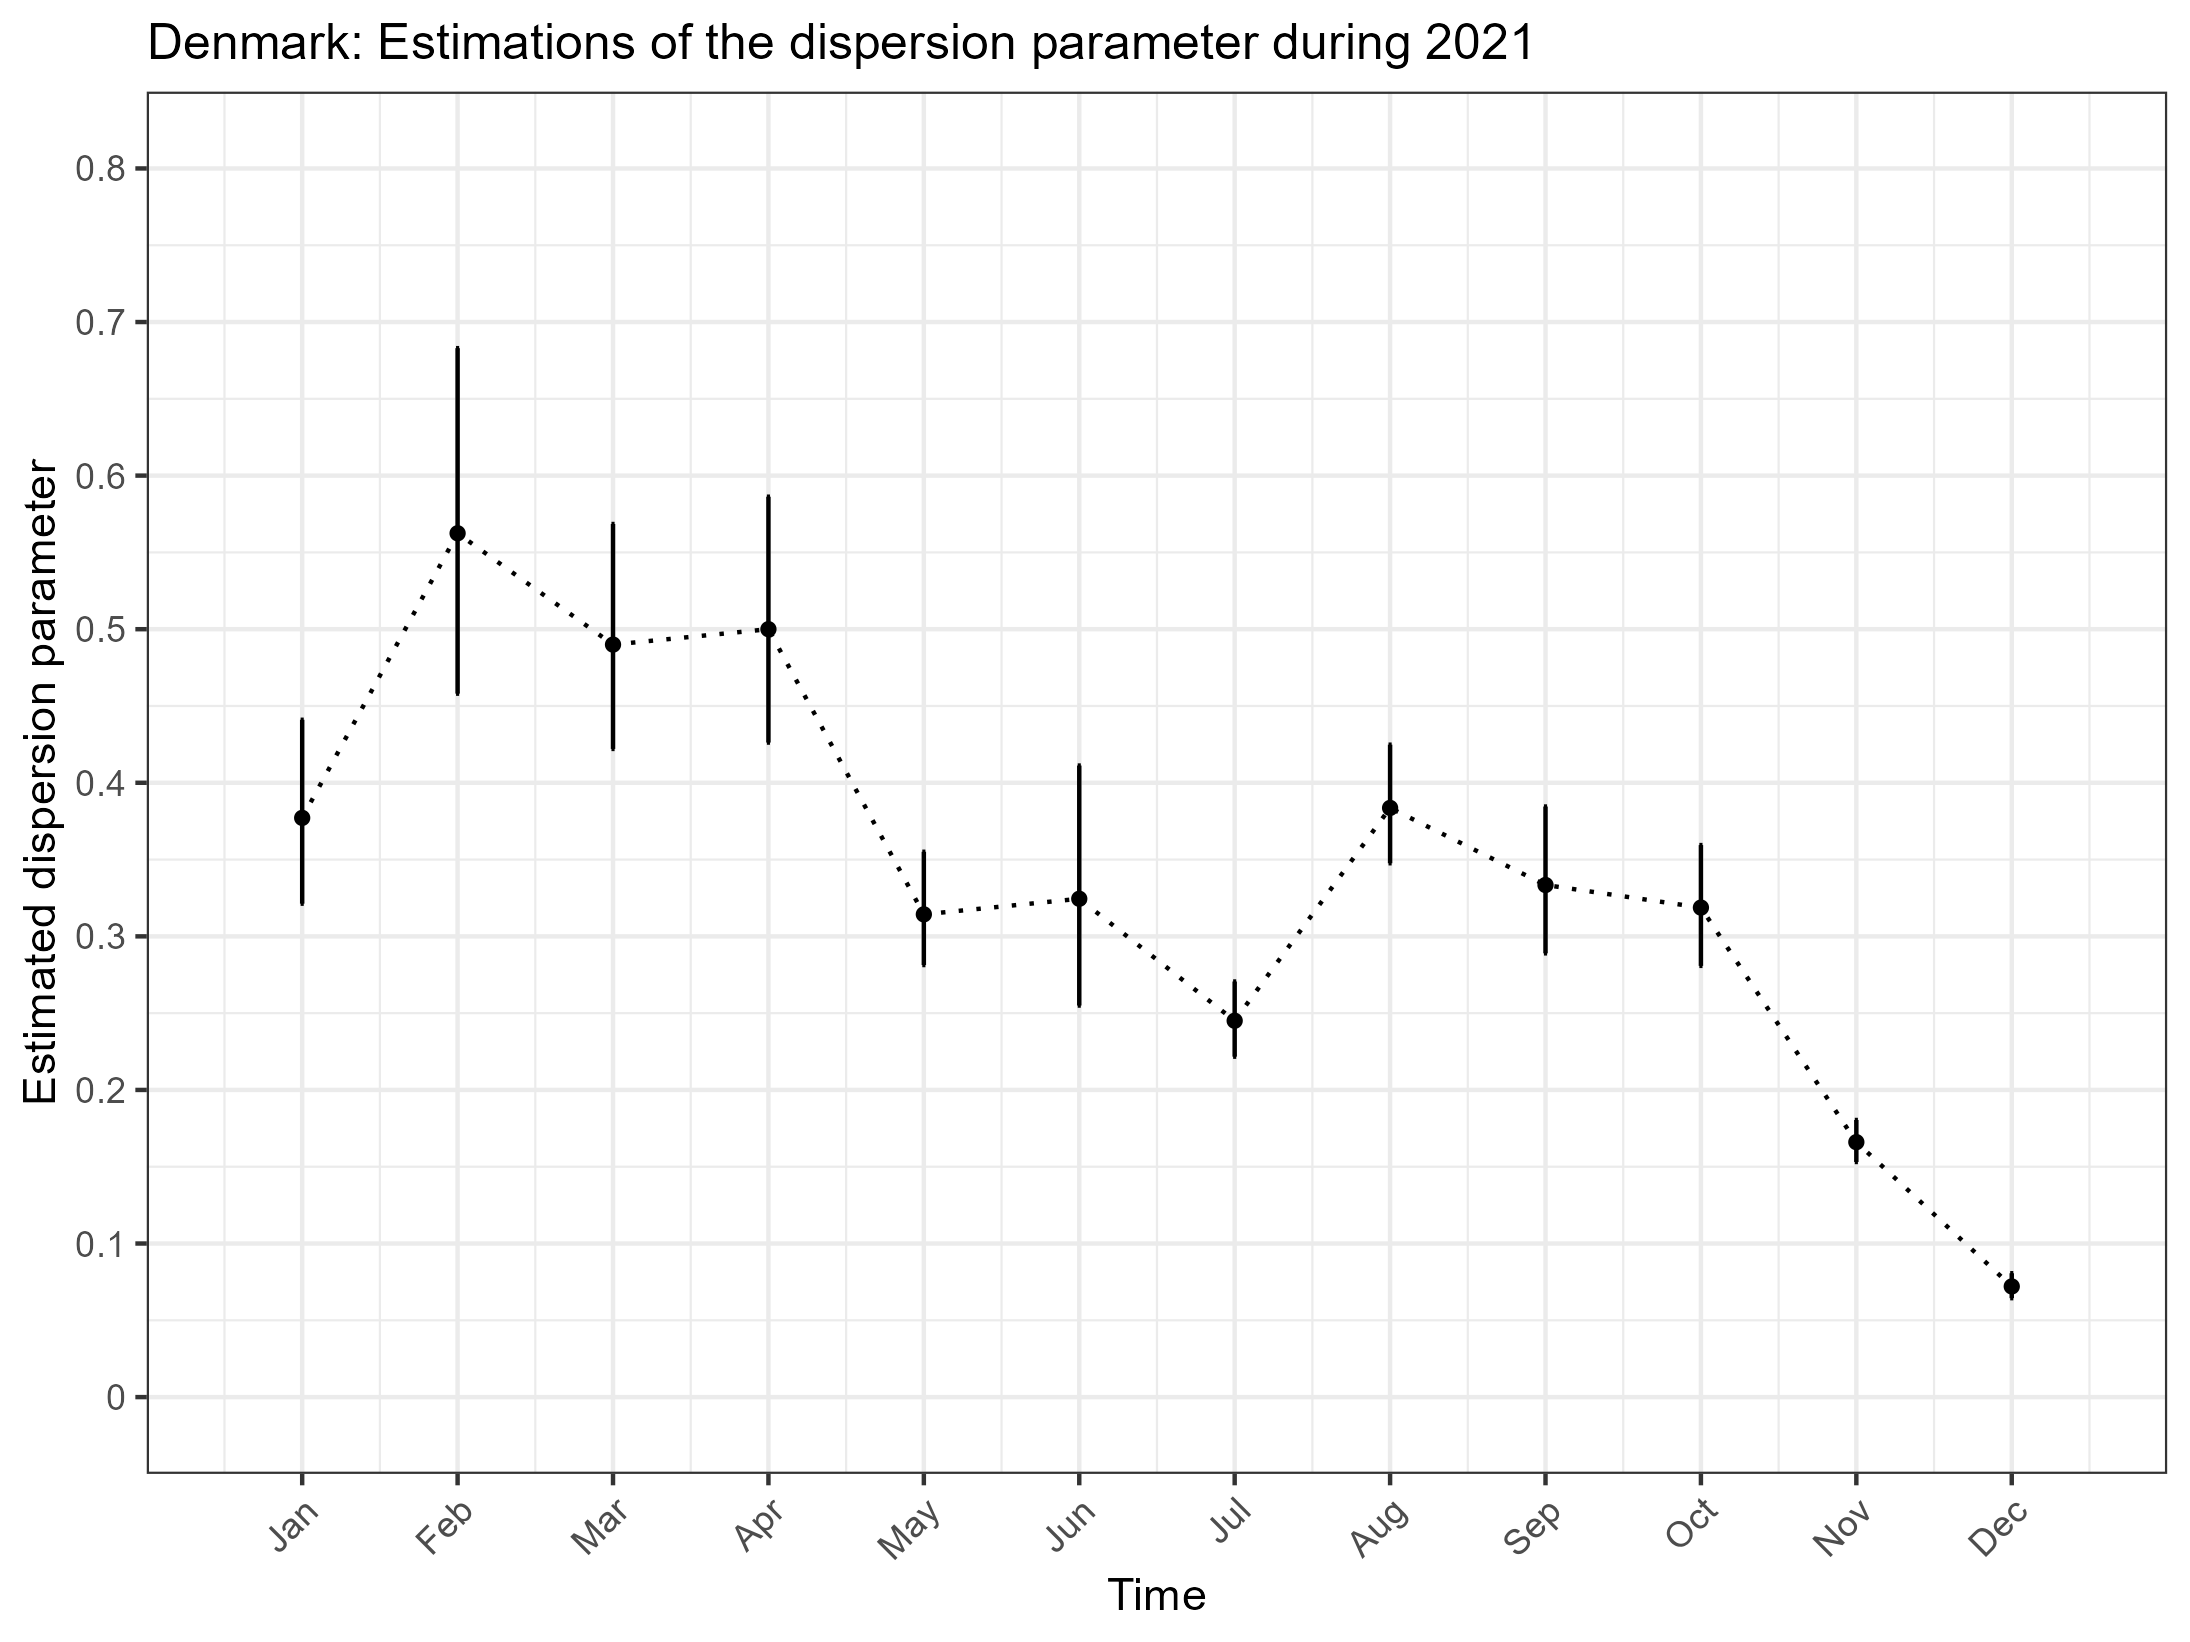 Denmark: Estimations of the dispersion parameter during 2021
Estimated dispersion parameter
0.8
0.7
0.6
0.5
0.4
0.3
0.2
0.1
0
Jan Feb Mar Apr May Jun Jul Aug Sep Oct Nov Dec
Time